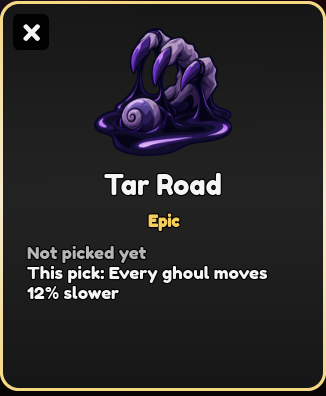 Tar Road
Epic
Not picked yet
This pick: Every ghoul moves
12% slower